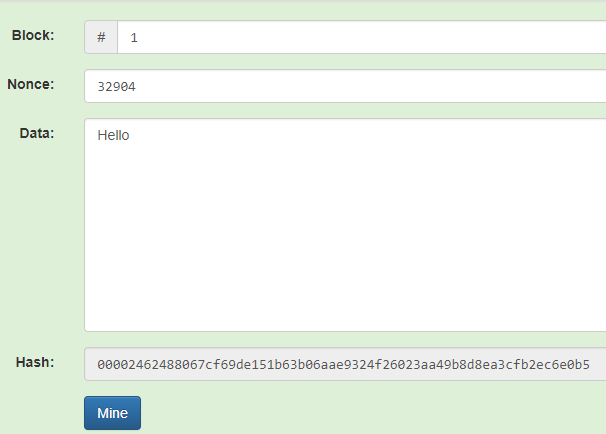 Block: # 1
Nonce: 32904
Data: Hello
Hash: 00002462488067cf69de151b63b06aae9324f26023aa49b8d8ea3cfb2ec6e0b5
Mine